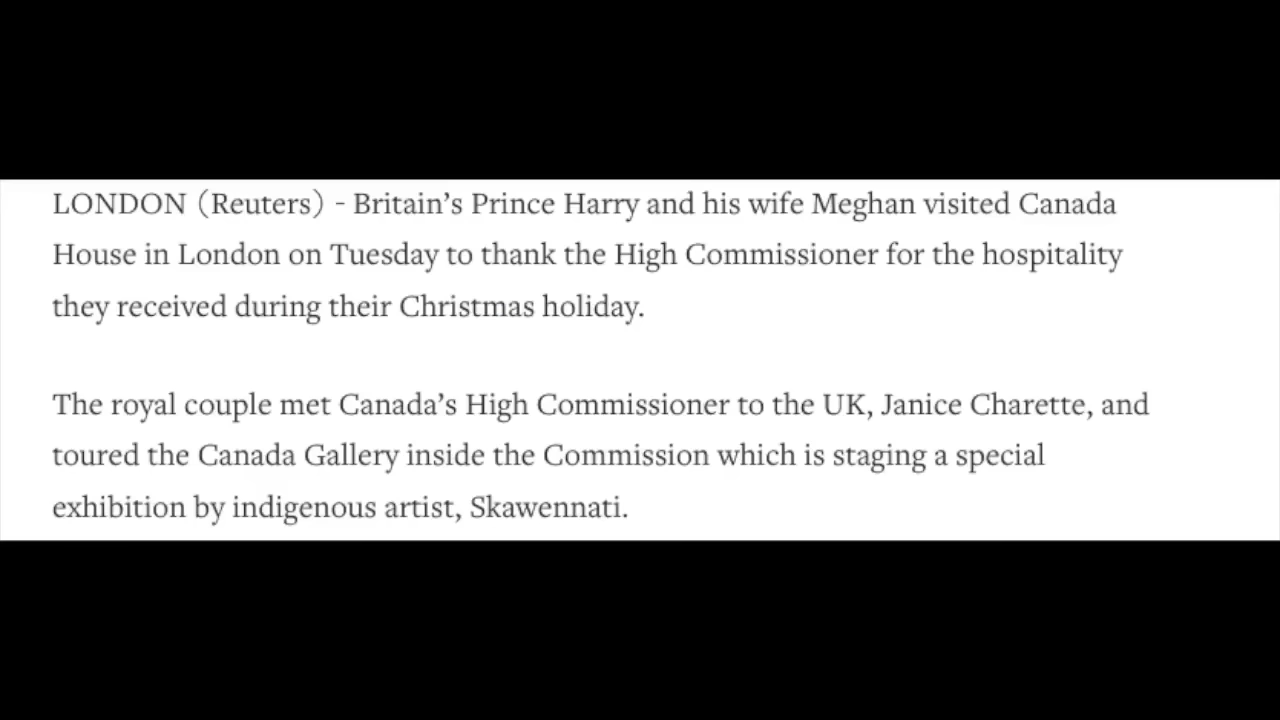 LONDON (Reuters) - Britain’s Prince Harry and his wife Meghan visited Canada
House in London on Tuesday to thank the High Commissioner for the hospitality
they received during their Christmas holiday.
The royal couple met Canada’s High Commissioner to the UK, Janice Charette, and
toured the Canada Gallery inside the Commission which is staging a special
exhibition by indigenous artist, Skawennati.